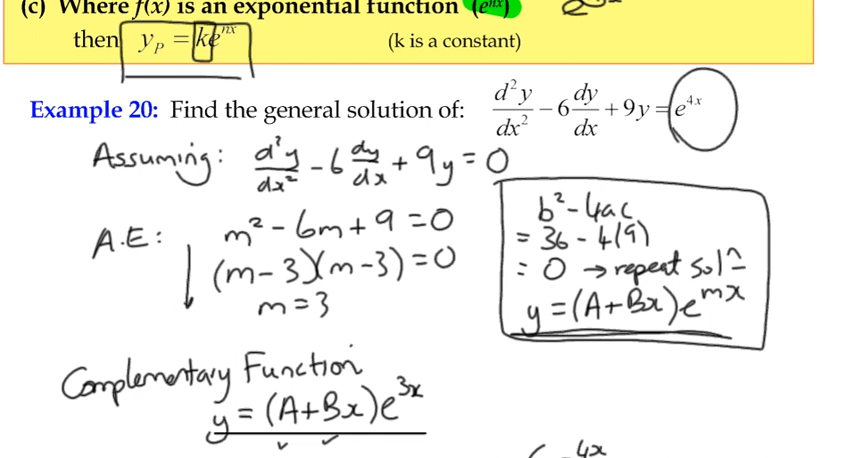 (c) Where f(x) is an exponential function (e^{nx})
then y_P = ke^{nx} (k is a constant)
Example 20: Find the general solution of: d²y/dx² − 6 dy/dx + 9y = e^{4x}
Assuming: d²y/dx² − 6 dy/dx + 9y = 0
A.E: m² − 6m + 9 = 0
(m − 3)(m − 3) = 0
m = 3
b² − 4ac
= 36 − 4(9)
= 0 → repeat solⁿ
y = (A + Bx)e^{mx}
Complementary Function
y = (A + Bx)e^{3x}
4x